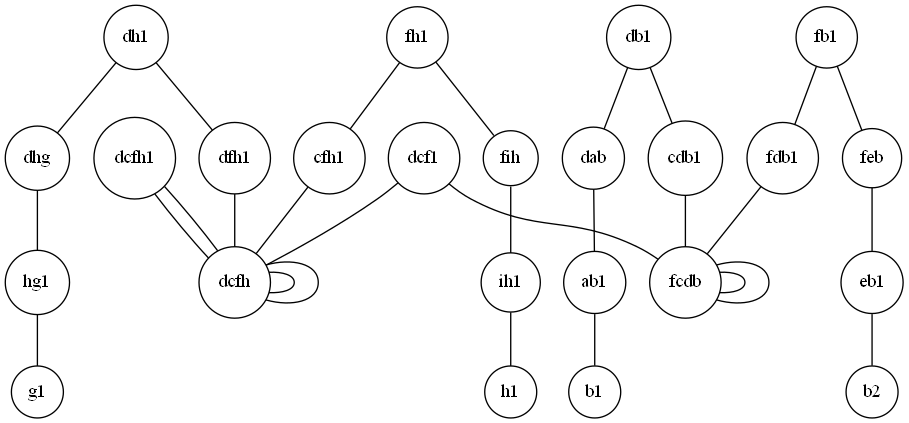 dh1
fh1
db1
fb1
dhg
dcfh1
dfh1
cfh1
dcf1
fih
dab
cdb1
fdb1
feb
hg1
dcfh
ih1
ab1
fcdb
eb1
g1
h1
b1
b2